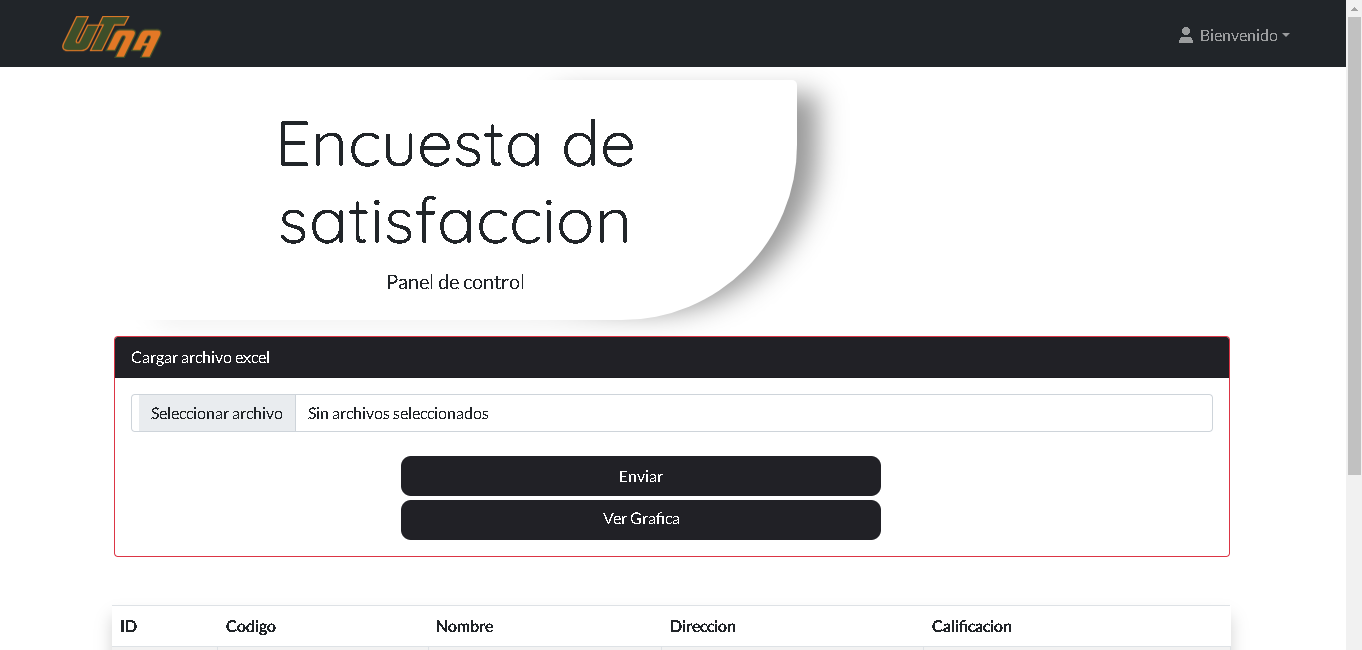 UTNA
Bienvenido
Encuesta de
satisfaccion
Panel de control
Cargar archivo excel
Seleccionar archivo Sin archivos seleccionados
Enviar
Ver Grafica
ID Codigo Nombre Direccion Calificacion